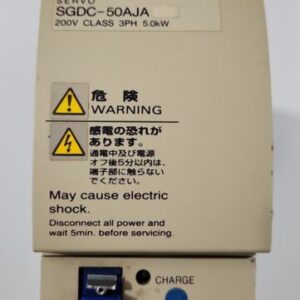 SERVO
SGDC-50AJA
200V CLASS 3PH 5.0kW
危険
WARNING
感電の恐れが
あります。
通電中及び電源
オフ後5分以内は、
端子部に触らない
でください。
May cause electric
shock.
Disconnect all power and
wait 5min. before servicing.
CHARGE